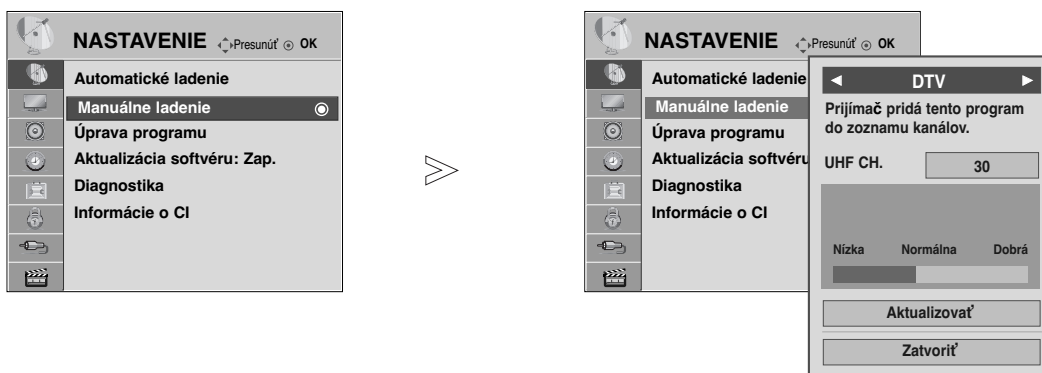 NASTAVENIE Presunúť OK
Automatické ladenie
Manuálne ladenie
Úprava programu
Aktualizácia softvéru: Zap.
Diagnostika
Informácie o CI
NASTAVENIE Presunúť OK
Automatické ladenie
Manuálne ladenie
Úprava programu
Aktualizácia softvéru
Diagnostika
Informácie o CI
DTV
Prijímač pridá tento program
do zoznamu kanálov.
UHF CH. 30
Nízka Normálna Dobrá
Aktualizovať
Zatvoriť